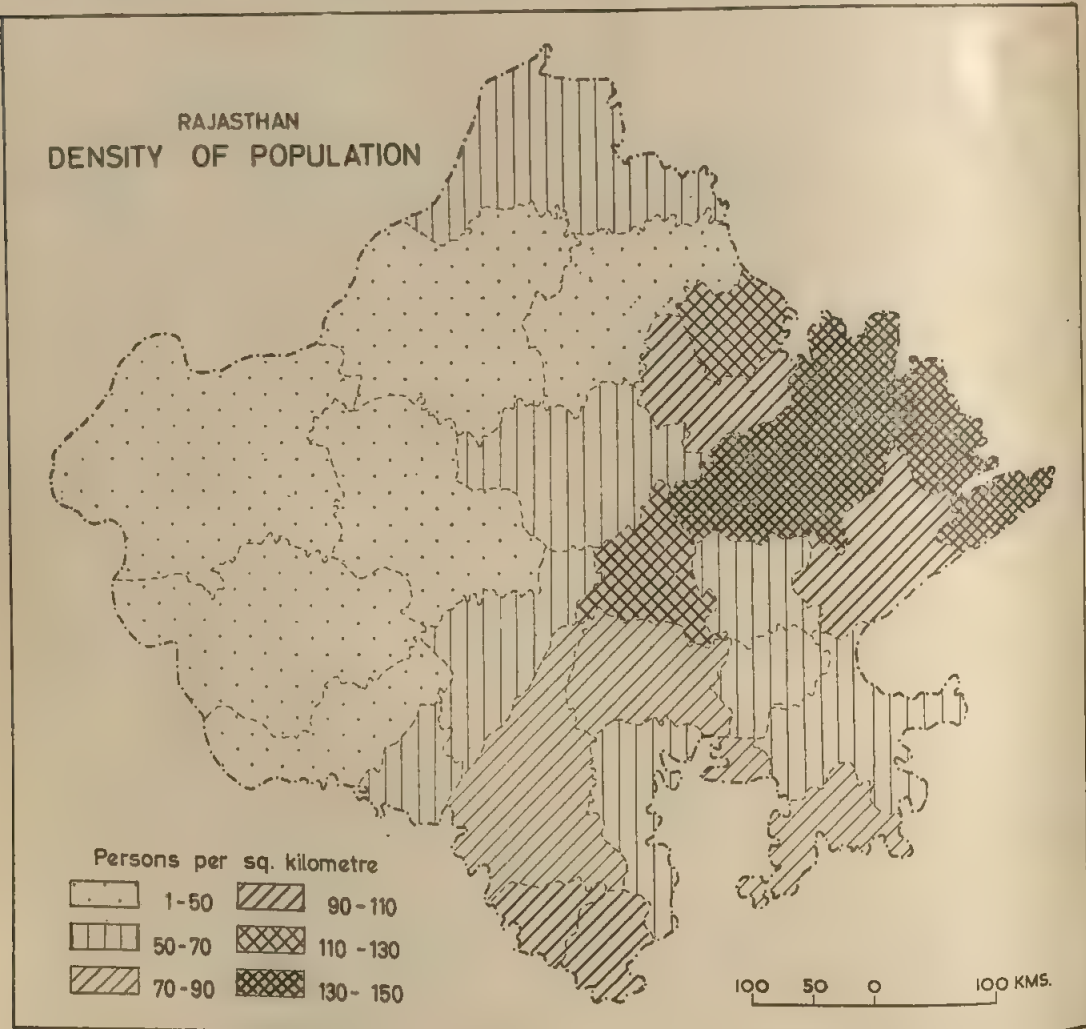 RAJASTHAN
DENSITY OF POPULATION
Persons per sq. kilometre
1-50
90-110
50-70
110-130
70-90
130-150
100 50 0 100 KMS.